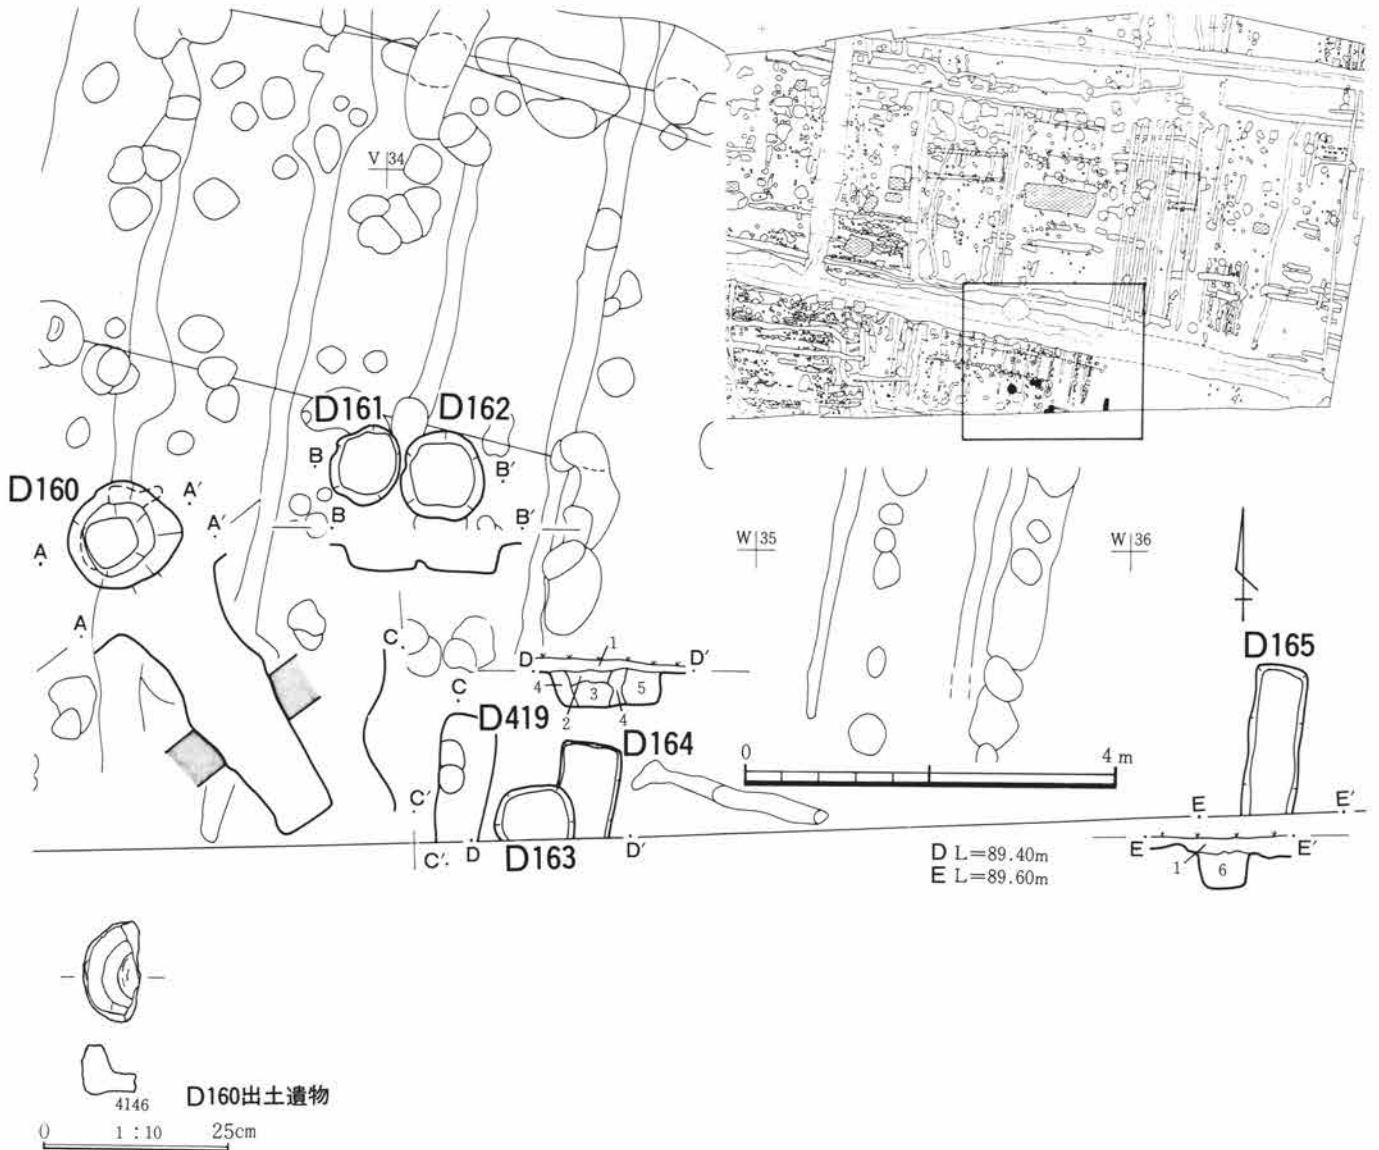 V 34
D161 D162
D160
A'
B
B'
A'
B
B'
A
A
C
C
W 35
W 36
D165
1
D
D'
4
3
5
2
4
D419
D164
0 4 m
C'
C'
D
D163
D'
E
E'
D L=89.40m
E L=89.60m
E
E'
1
6
4146
D160出土遺物
0 1:10 25cm